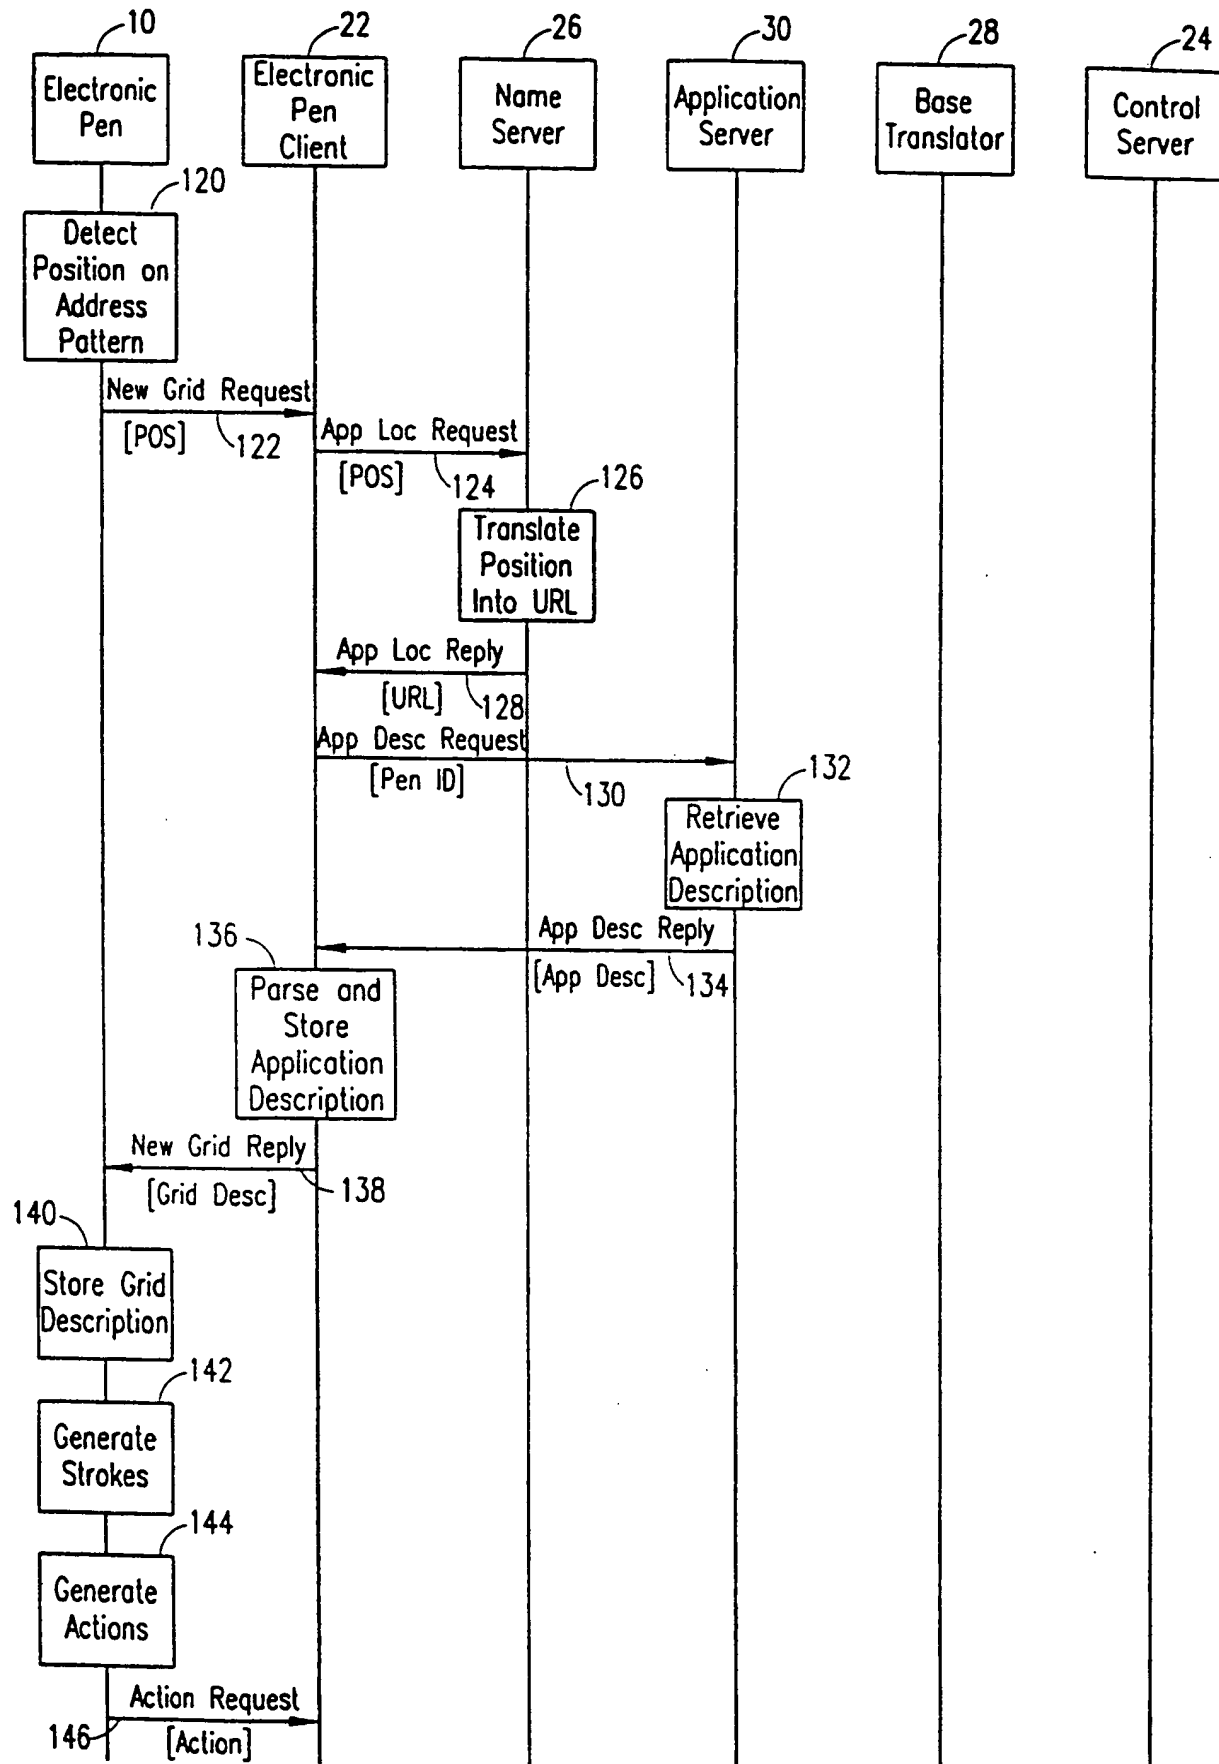 10
22
26
30
28
24
Electronic
Pen
Electronic
Pen
Client
Name
Server
Application
Server
Base
Translator
Control
Server
120
Detect
Position on
Address
Pattern
New Grid Request
[POS]
122
App Loc Request
[POS]
124
126
Translate
Position
Into URL
App Loc Reply
[URL]
128
App Desc Request
[Pen ID]
130
132
Retrieve
Application
Description
App Desc Reply
[App Desc]
134
136
Parse and
Store
Application
Description
New Grid Reply
[Grid Desc]
138
140
Store Grid
Description
142
Generate
Strokes
144
Generate
Actions
Action Request
146
[Action]